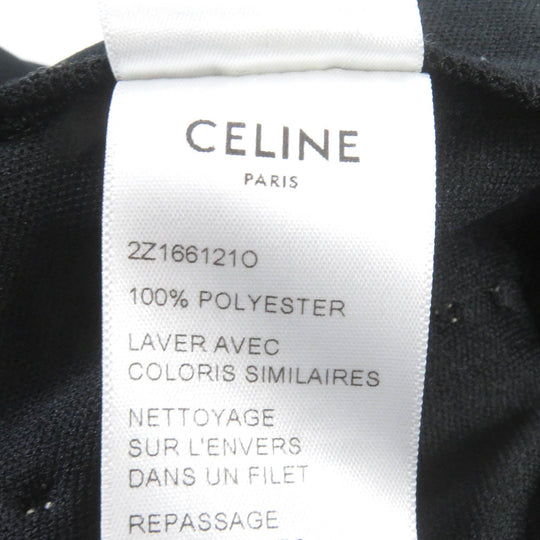 CELINE
PARIS
2Z166121O
100% POLYESTER
LAVER AVEC
COLORIS SIMILAIRES
NETTOYAGE
SUR L'ENVERS
DANS UN FILET
REPASSAGE